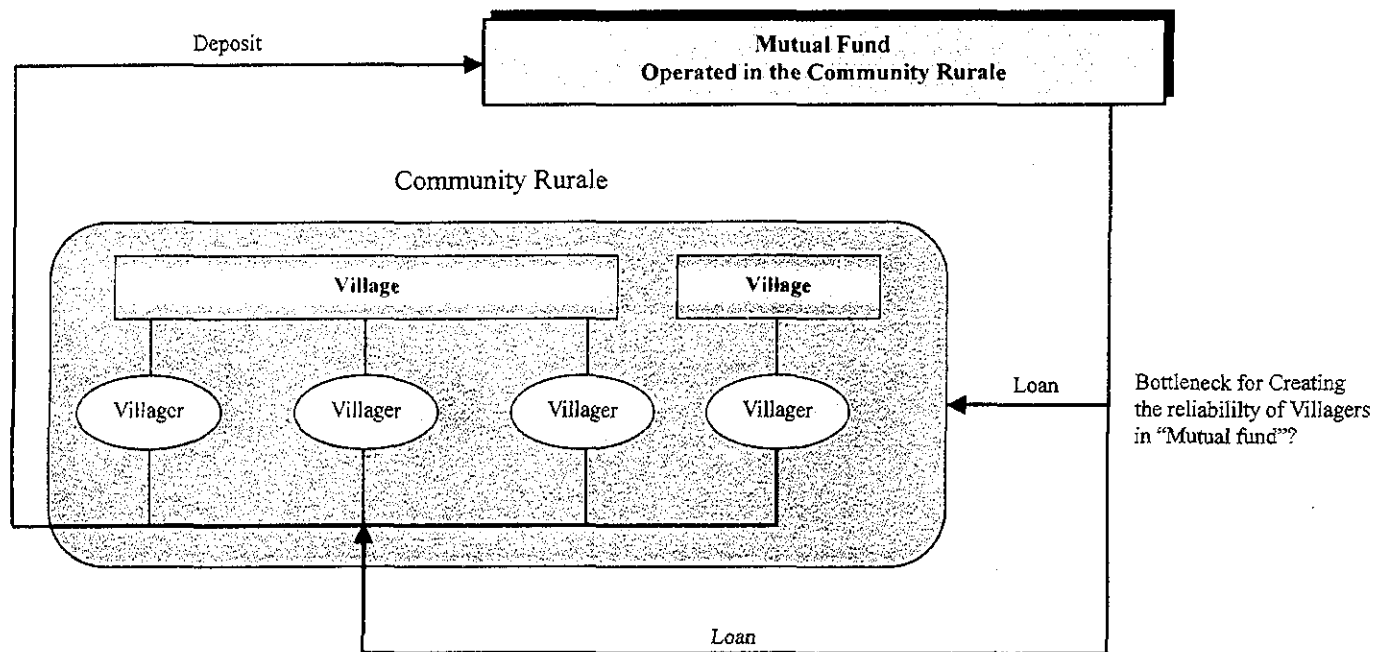 Deposit
Mutual Fund
Operated in the Community Rurale
Community Rurale
Village
Village
Villager
Villager
Villager
Villager
Loan
Bottleneck for Creating
the reliabililty of Villagers
in “Mutual fund”?
Loan